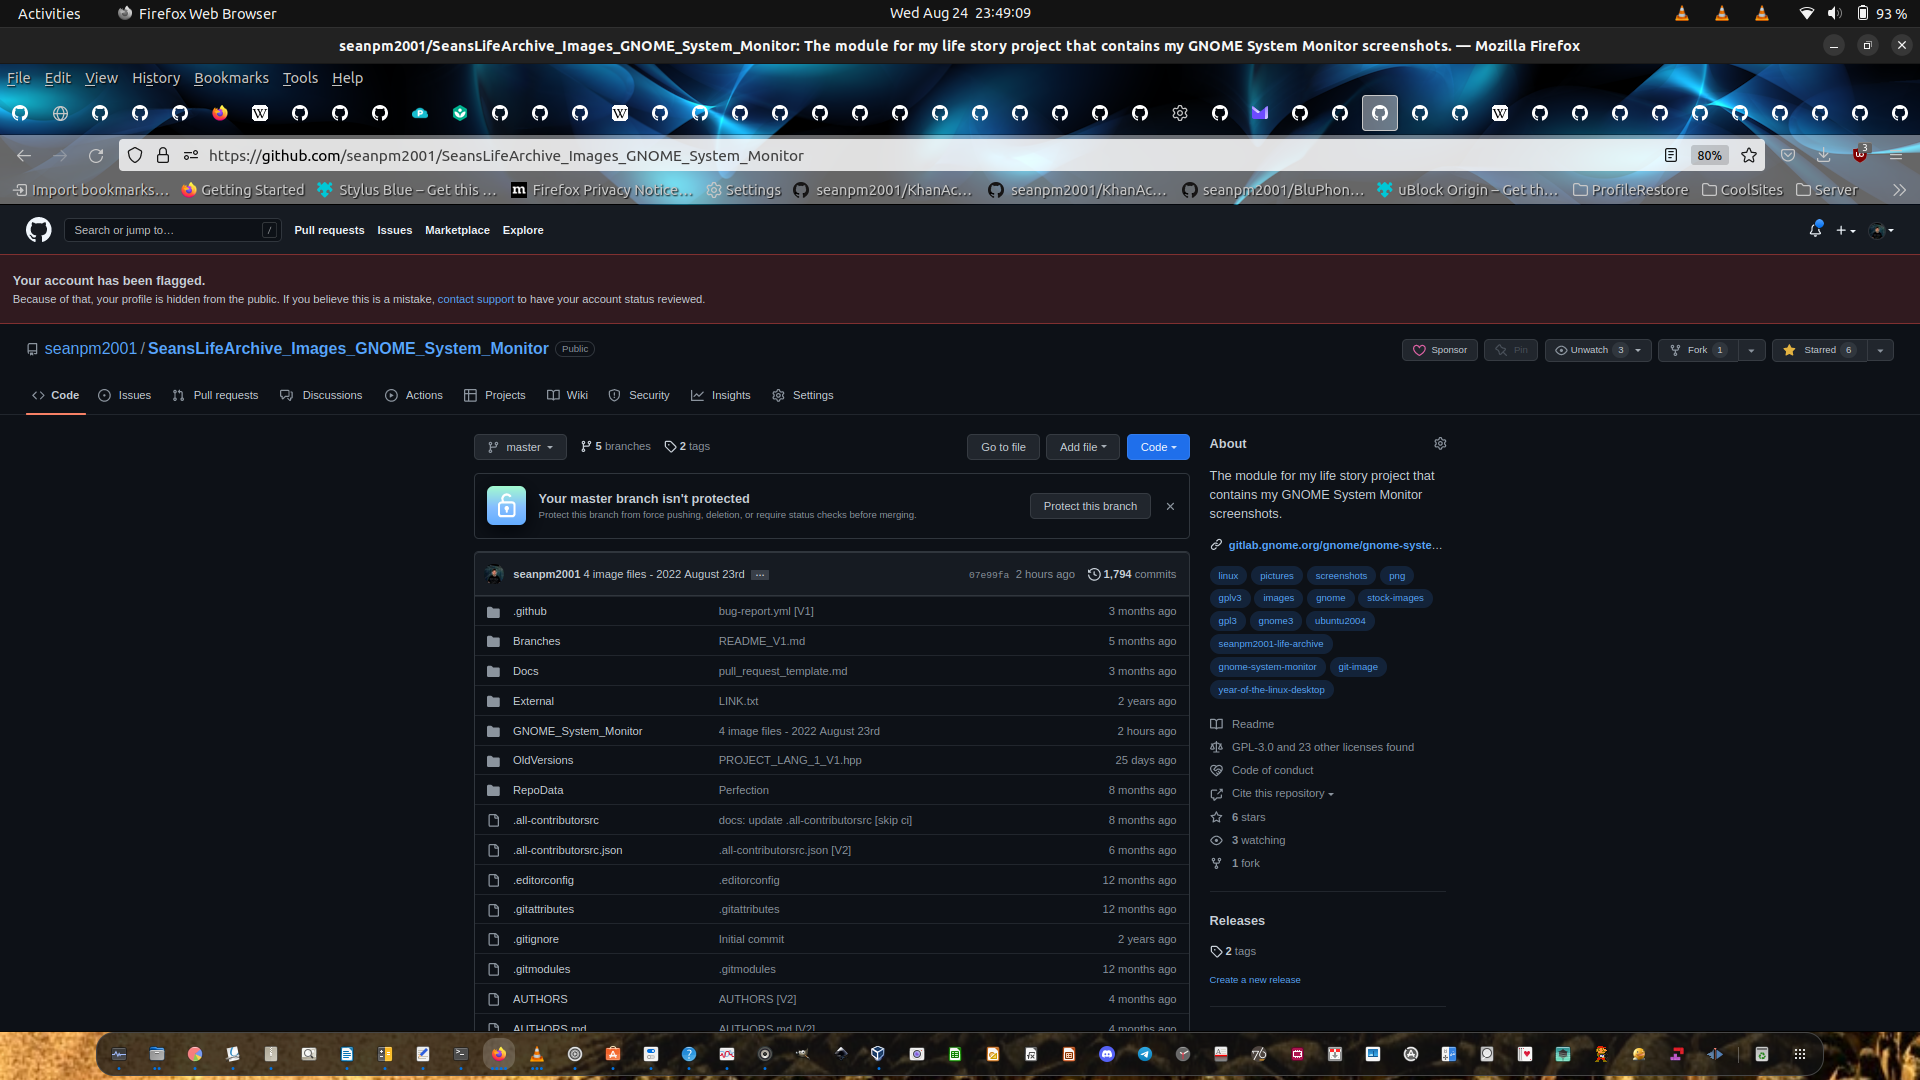 Activities Firefox Web Browser Wed Aug 24 23:49:09 93 %
seanpm2001/SeansLifeArchive_Images_GNOME_System_Monitor: The module for my life story project that contains my GNOME System Monitor screenshots. — Mozilla Firefox
File Edit View History Bookmarks Tools Help
https://github.com/seanpm2001/SeansLifeArchive_Images_GNOME_System_Monitor 80% 3
Import bookmarks… Getting Started Stylus Blue – Get this … Firefox Privacy Notice… Settings seanpm2001/KhanAc… seanpm2001/KhanAc… seanpm2001/BluPhon… uBlock Origin – Get th… ProfileRestore CoolSites Server
Search or jump to… / Pull requests Issues Marketplace Explore
Your account has been flagged.
Because of that, your profile is hidden from the public. If you believe this is a mistake, contact support to have your account status reviewed.
seanpm2001 / SeansLifeArchive_Images_GNOME_System_Monitor Public
Sponsor Pin Unwatch 3 Fork 1 Starred 6
Code Issues Pull requests Discussions Actions Projects Wiki Security Insights Settings
master 5 branches 2 tags Go to file Add file Code
Your master branch isn't protected
Protect this branch from force pushing, deletion, or require status checks before merging.
Protect this branch
seanpm2001 4 image files - 2022 August 23rd ... 07e99fa 2 hours ago 1,794 commits
.github bug-report.yml [V1] 3 months ago
Branches README_V1.md 5 months ago
Docs pull_request_template.md 3 months ago
External LINK.txt 2 years ago
GNOME_System_Monitor 4 image files - 2022 August 23rd 2 hours ago
OldVersions PROJECT_LANG_1_V1.hpp 25 days ago
RepoData Perfection 8 months ago
.all-contributorsrc docs: update .all-contributorsrc [skip ci] 8 months ago
.all-contributorsrc.json .all-contributorsrc.json [V2] 6 months ago
.editorconfig .editorconfig 12 months ago
.gitattributes .gitattributes 12 months ago
.gitignore Initial commit 2 years ago
.gitmodules .gitmodules 12 months ago
AUTHORS AUTHORS [V2] 4 months ago
AUTHORS.md AUTHORS.md [V2] 4 months ago
About
The module for my life story project that
contains my GNOME System Monitor
screenshots.
gitlab.gnome.org/gnome/gnome-syste…
linux pictures screenshots png
gplv3 images gnome stock-images
gpl3 gnome3 ubuntu2004
seanpm2001-life-archive
gnome-system-monitor git-image
year-of-the-linux-desktop
Readme
GPL-3.0 and 23 other licenses found
Code of conduct
Cite this repository
6 stars
3 watching
1 fork
Releases
2 tags
Create a new release